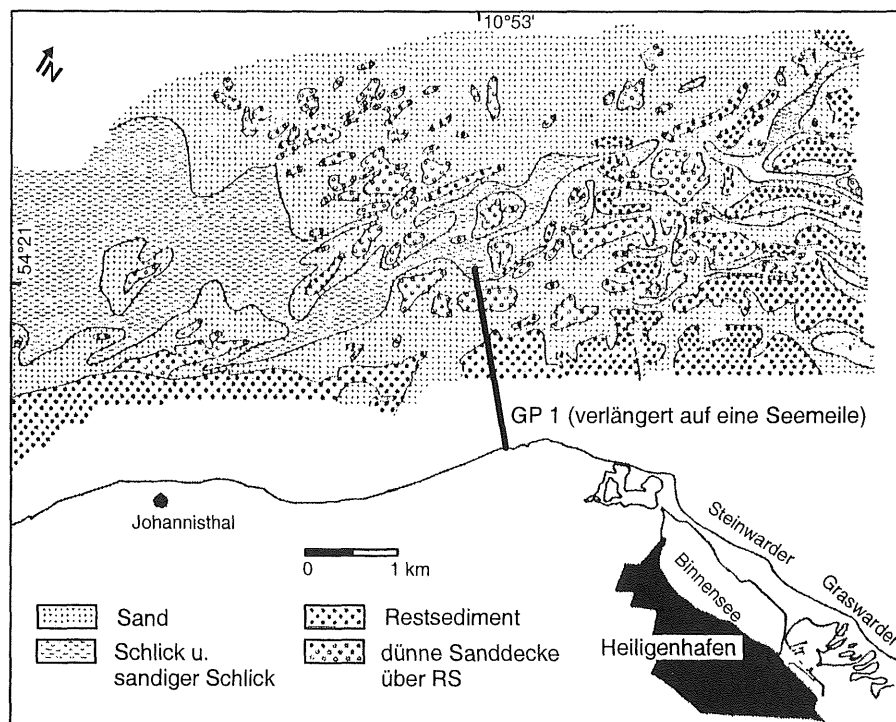 10°53'
N
54°21
GP 1 (verlängert auf eine Seemeile)
Johannisthal
0 1 km
Steinwarder
Graswarder
Binnensee
Heiligenhafen
Sand
Schlick u.
sandiger Schlick
Restsediment
dünne Sanddecke
über RS